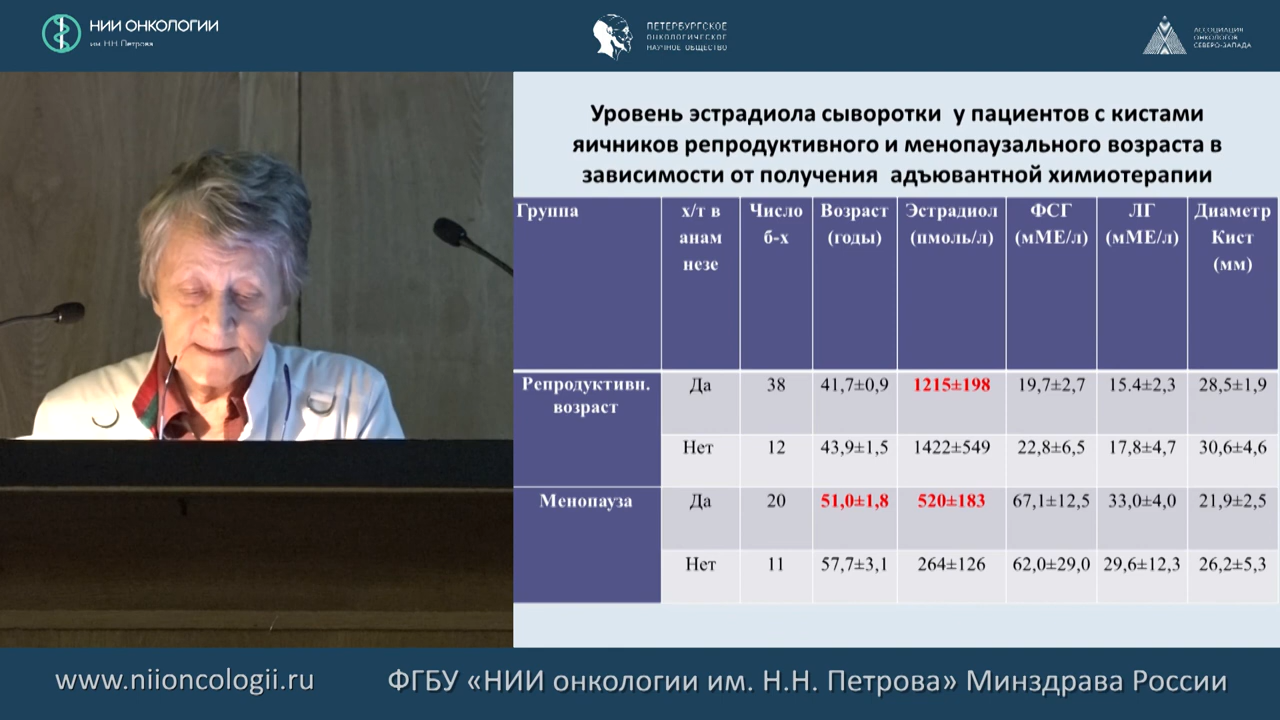 НИИ ОНКОЛОГИИ
им. Н.Н. Петрова
ПЕТЕРБУРГСКОЕ
ОНКОЛОГИЧЕСКОЕ
НАУЧНОЕ ОБЩЕСТВО
АССОЦИАЦИЯ
ОНКОЛОГОВ
СЕВЕРО-ЗАПАДА
Уровень эстрадиола сыворотки у пациентов с кистами
яичников репродуктивного и менопаузального возраста в
зависимости от получения адъювантной химиотерапии
Группа х/т в анам незе Число б-х Возраст (годы) Эстрадиол (пмоль/л) ФСГ (мМЕ/л) ЛГ (мМЕ/л) Диаметр Кист (мм)
Репродуктивн. возраст Да 38 41,7±0,9 1215±198 19,7±2,7 15.4±2,3 28,5±1,9
Нет 12 43,9±1,5 1422±549 22,8±6,5 17,8±4,7 30,6±4,6
Менопауза Да 20 51,0±1,8 520±183 67,1±12,5 33,0±4,0 21,9±2,5
Нет 11 57,7±3,1 264±126 62,0±29,0 29,6±12,3 26,2±5,3
www.niioncologii.ru ФГБУ «НИИ онкологии им. Н.Н. Петрова» Минздрава России